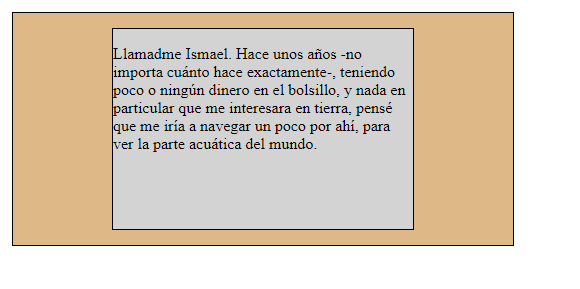 Llamadme Ismael. Hace unos años -no
importa cuánto hace exactamente-, teniendo
poco o ningún dinero en el bolsillo, y nada en
particular que me interesara en tierra, pensé
que me iría a navegar un poco por ahí, para
ver la parte acuática del mundo.